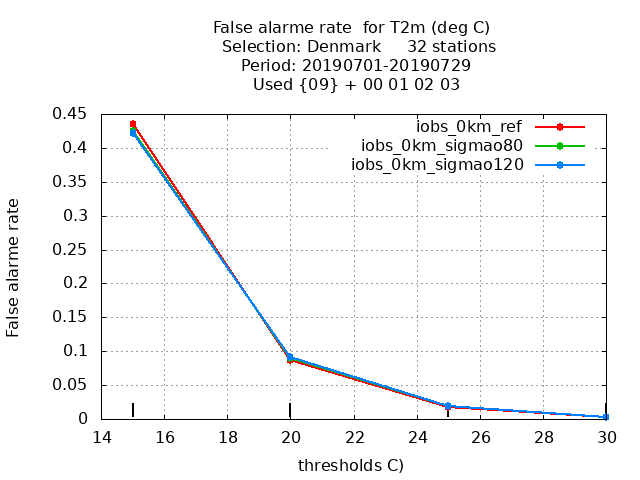 False alarme rate  for T2m (deg C)
Selection: Denmark     32 stations
Period: 20190701-20190729
Used {09} + 00 01 02 03
iobs_0km_ref
iobs_0km_sigmao80
iobs_0km_sigmao120
False alarme rate
0.45
0.4
0.35
0.3
0.25
0.2
0.15
0.1
0.05
0
14 16 18 20 22 24 26 28 30
thresholds C)